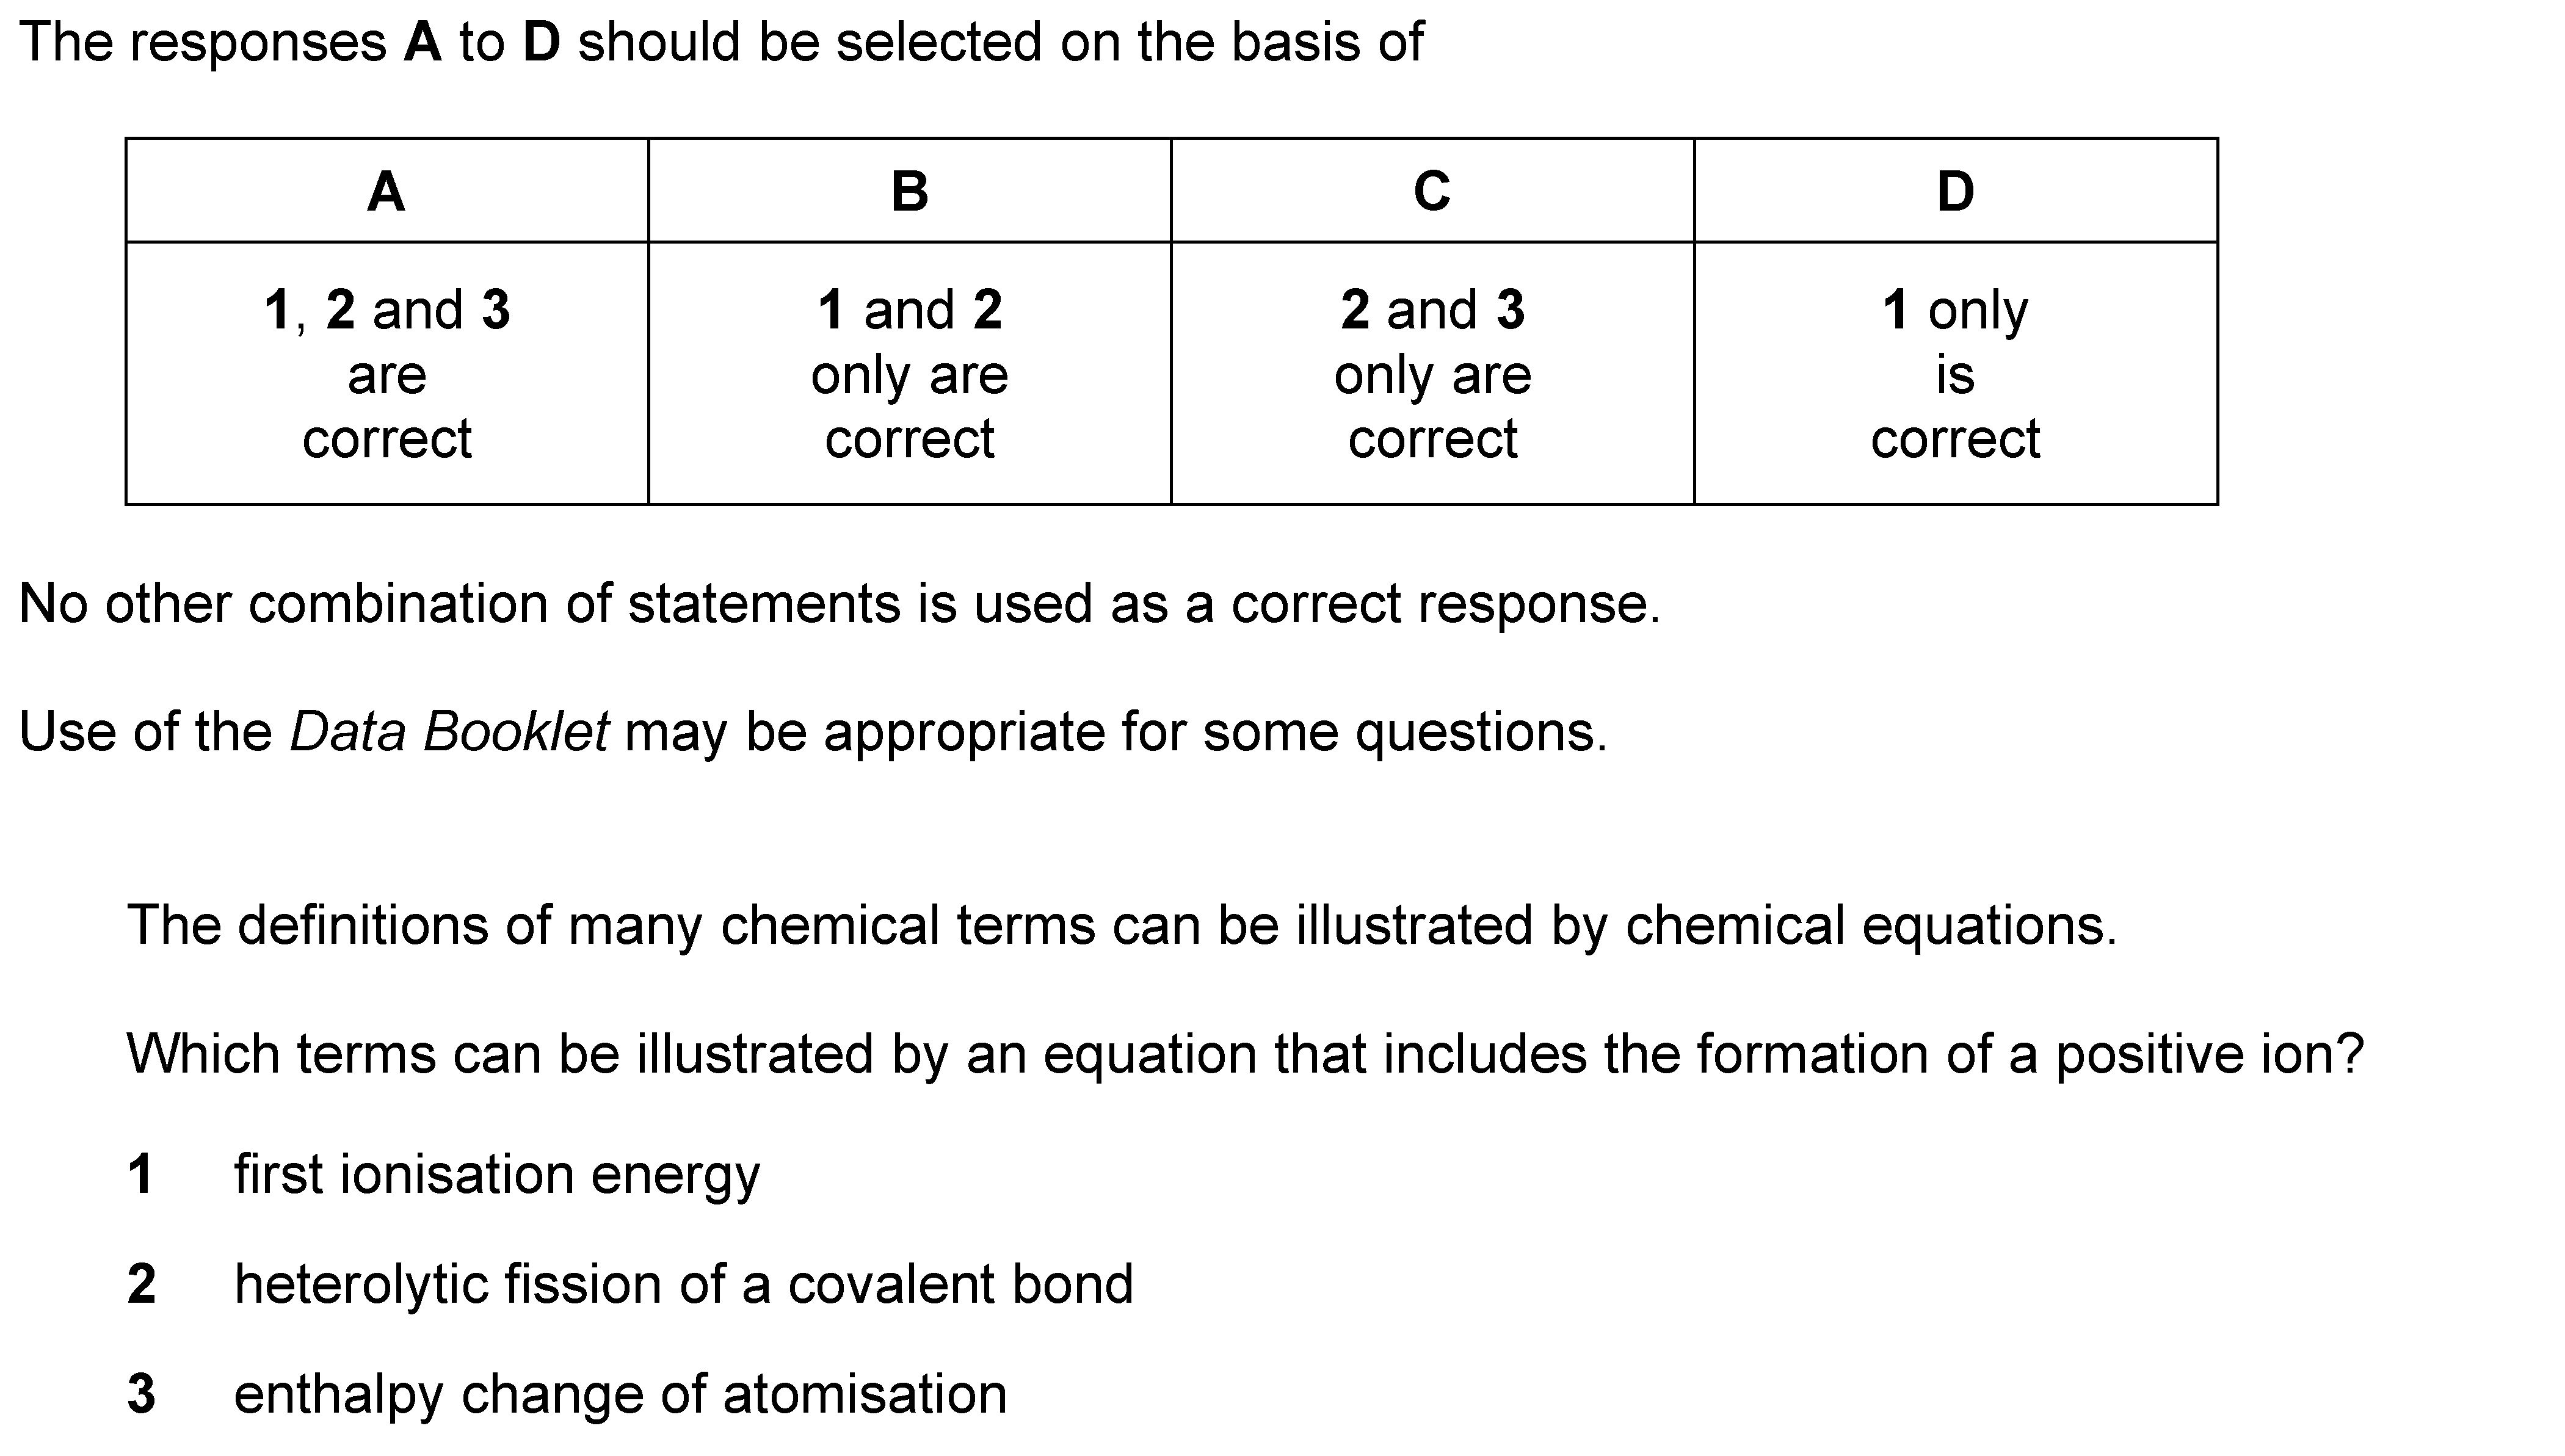 The responses A to D should be selected on the basis of
A B C D
1, 2 and 3 1 and 2 2 and 3 1 only
are only are only are is
correct correct correct correct
No other combination of statements is used as a correct response.
Use of the Data Booklet may be appropriate for some questions.
The definitions of many chemical terms can be illustrated by chemical equations.
Which terms can be illustrated by an equation that includes the formation of a positive ion?
1 first ionisation energy
2 heterolytic fission of a covalent bond
3 enthalpy change of atomisation